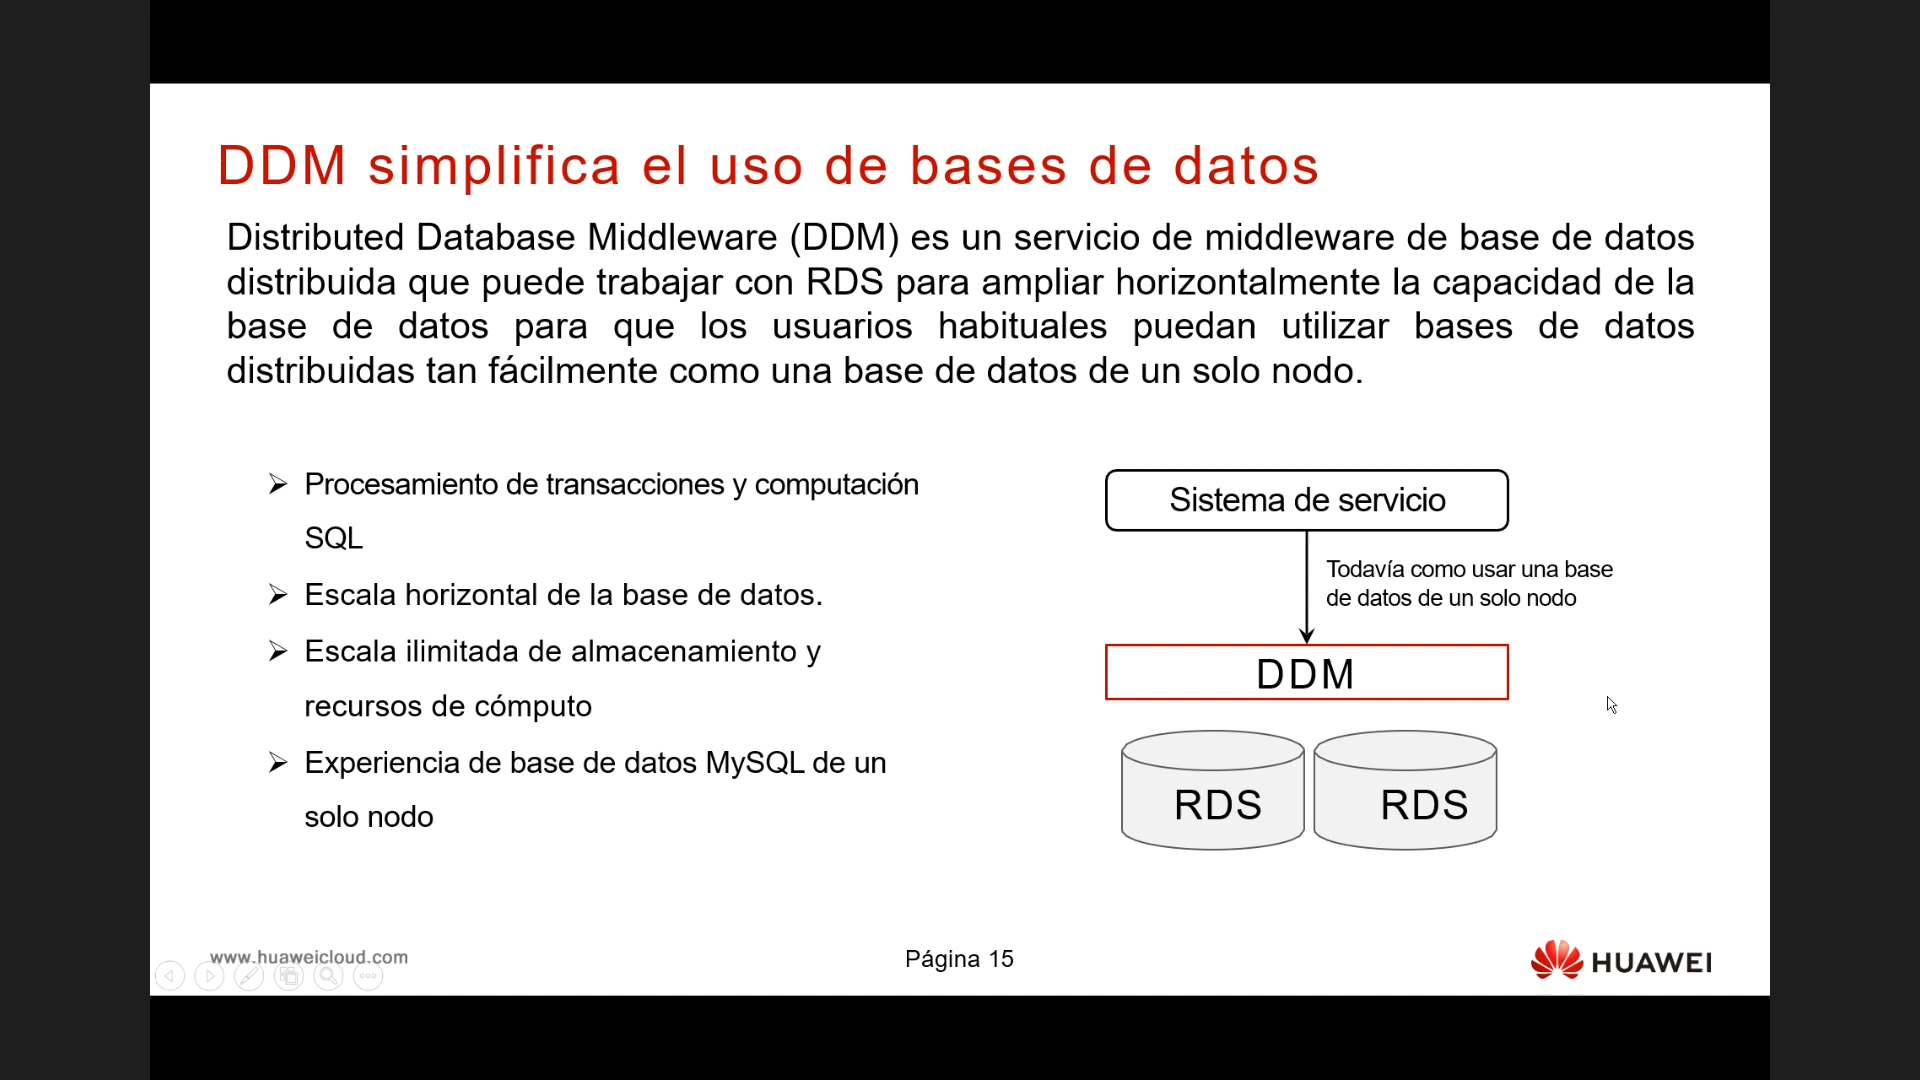 DDM simplifica el uso de bases de datos
Distributed Database Middleware (DDM) es un servicio de middleware de base de datos
distribuida que puede trabajar con RDS para ampliar horizontalmente la capacidad de la
base de datos para que los usuarios habituales puedan utilizar bases de datos
distribuidas tan fácilmente como una base de datos de un solo nodo.
➢ Procesamiento de transacciones y computación
SQL
➢ Escala horizontal de la base de datos.
➢ Escala ilimitada de almacenamiento y
recursos de cómputo
➢ Experiencia de base de datos MySQL de un
solo nodo
Sistema de servicio
Todavía como usar una base
de datos de un solo nodo
DDM
RDS RDS
www.huaweicloud.com
Página 15
HUAWEI